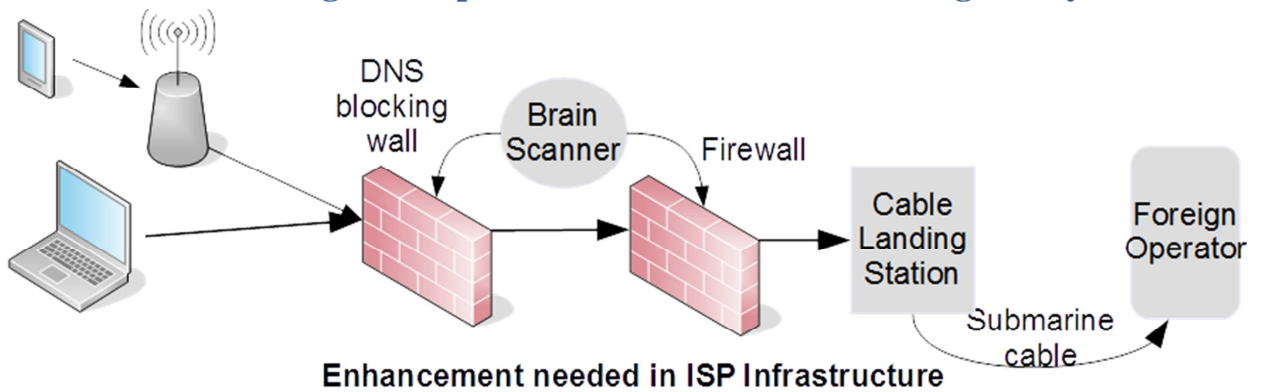 DNS
blocking
wall
Brain
Scanner
Firewall
Cable
Landing
Station
Foreign
Operator
Submarine
cable
Enhancement needed in ISP Infrastructure